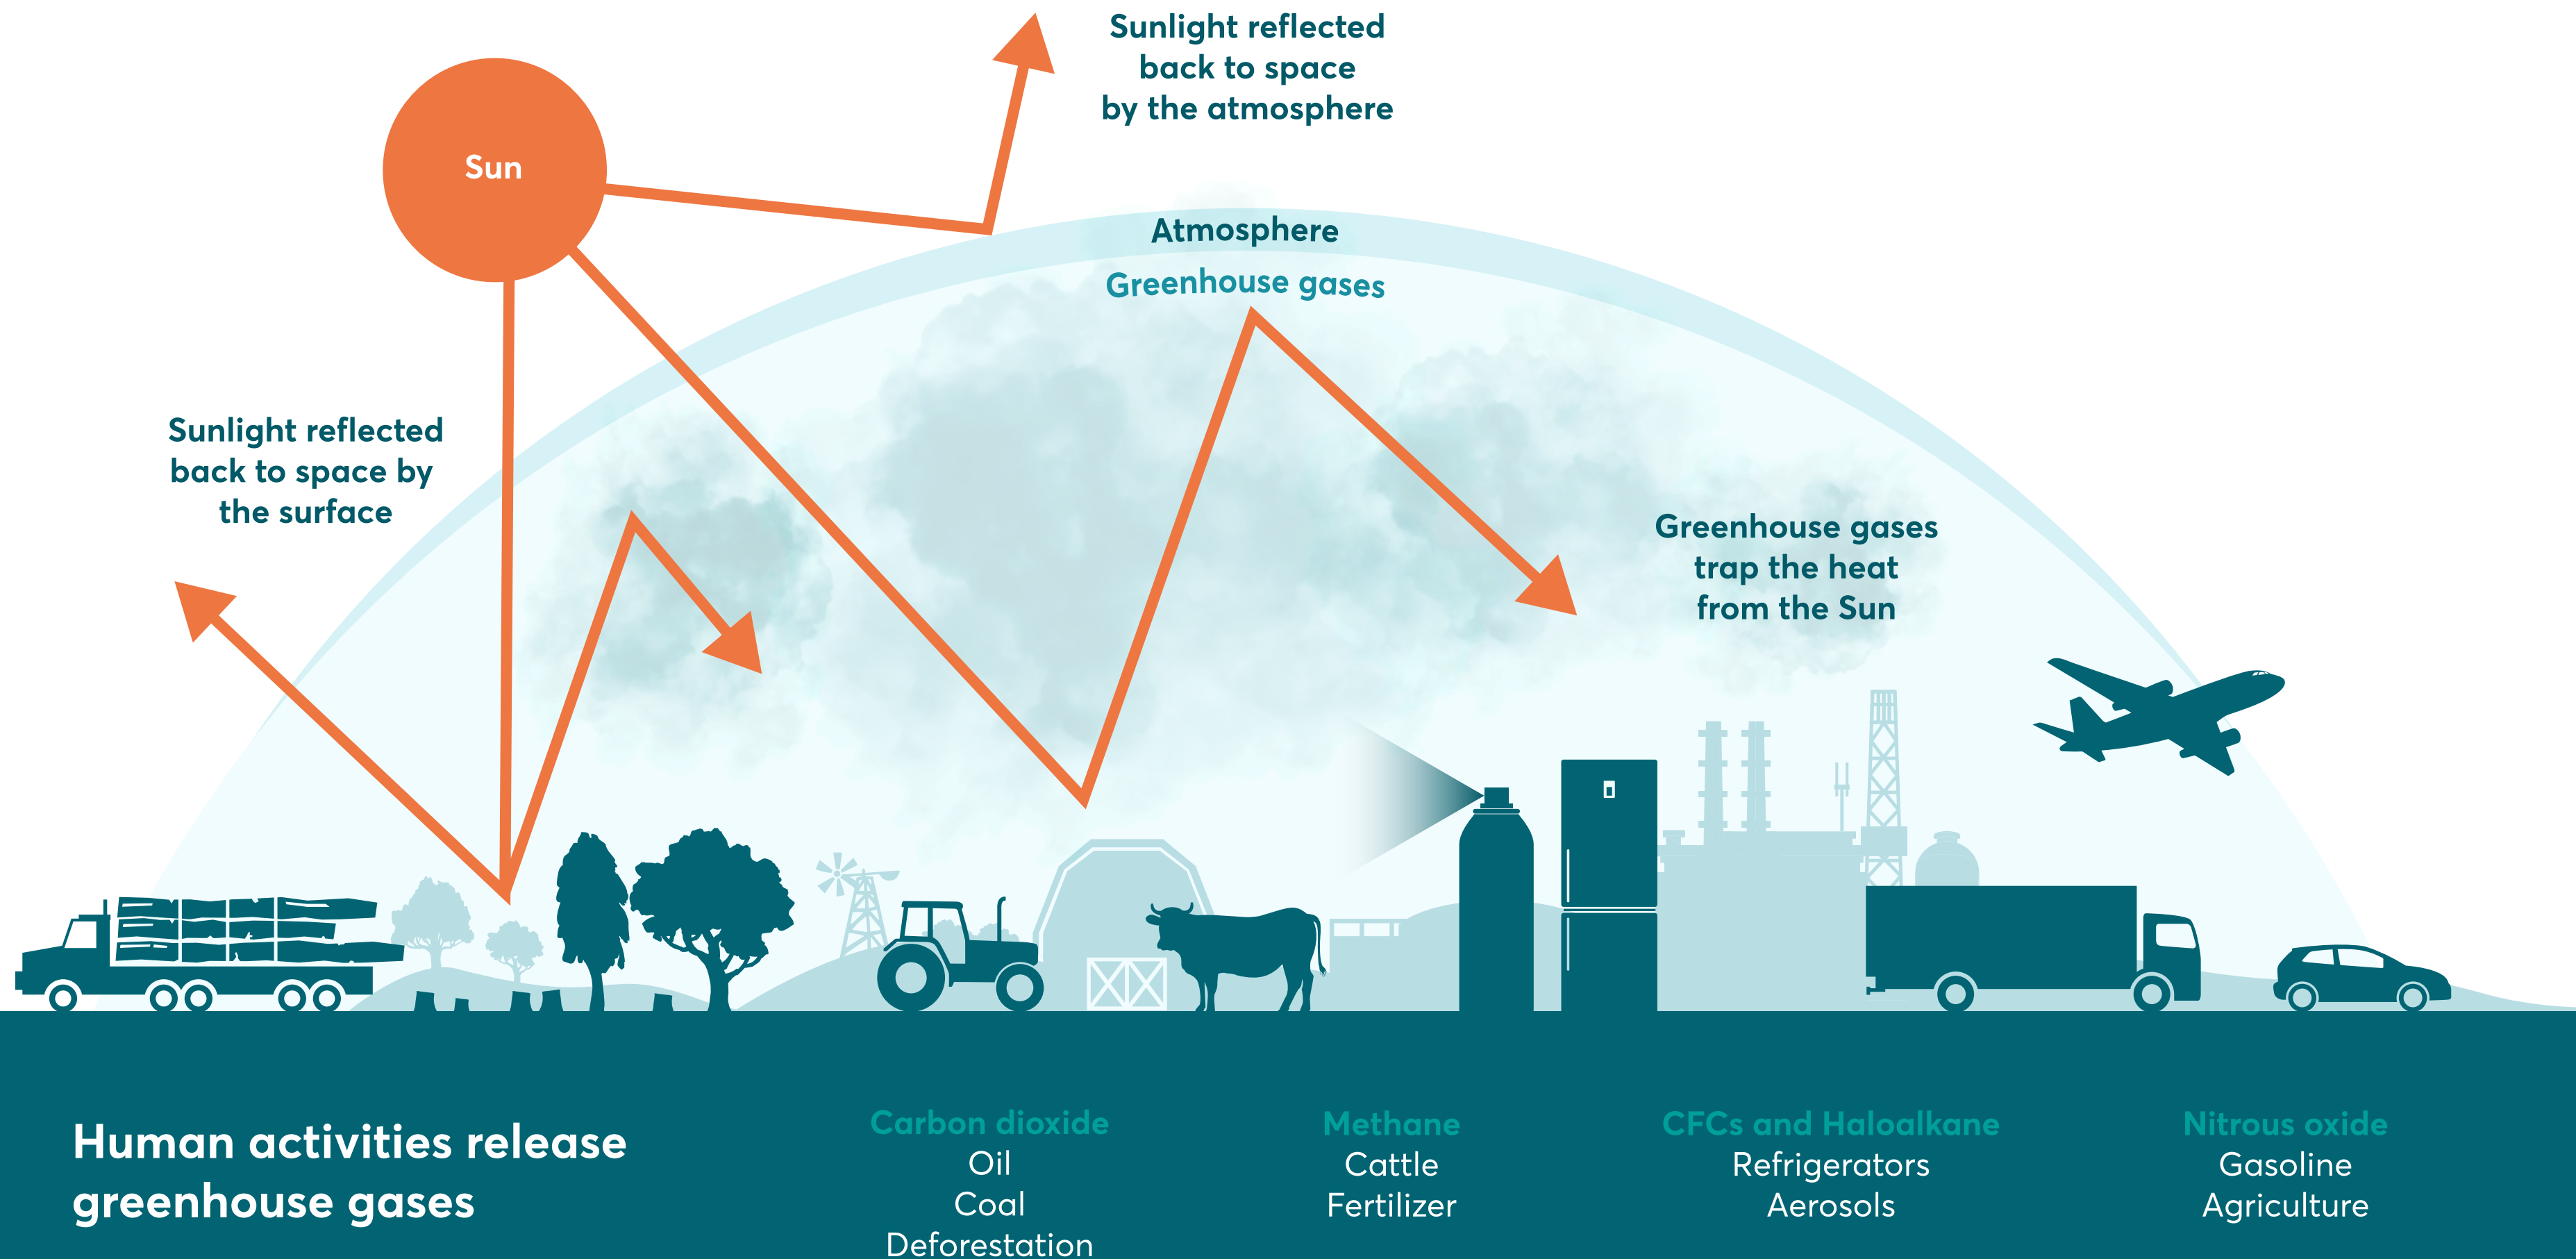 Sunlight reflected
back to space
by the atmosphere
Sun
Atmosphere
Greenhouse gases
Sunlight reflected
back to space by
the surface
Greenhouse gases
trap the heat
from the Sun
Human activities release
greenhouse gases
Carbon dioxide
Oil
Coal
Deforestation
Methane
Cattle
Fertilizer
CFCs and Haloalkane
Refrigerators
Aerosols
Nitrous oxide
Gasoline
Agriculture